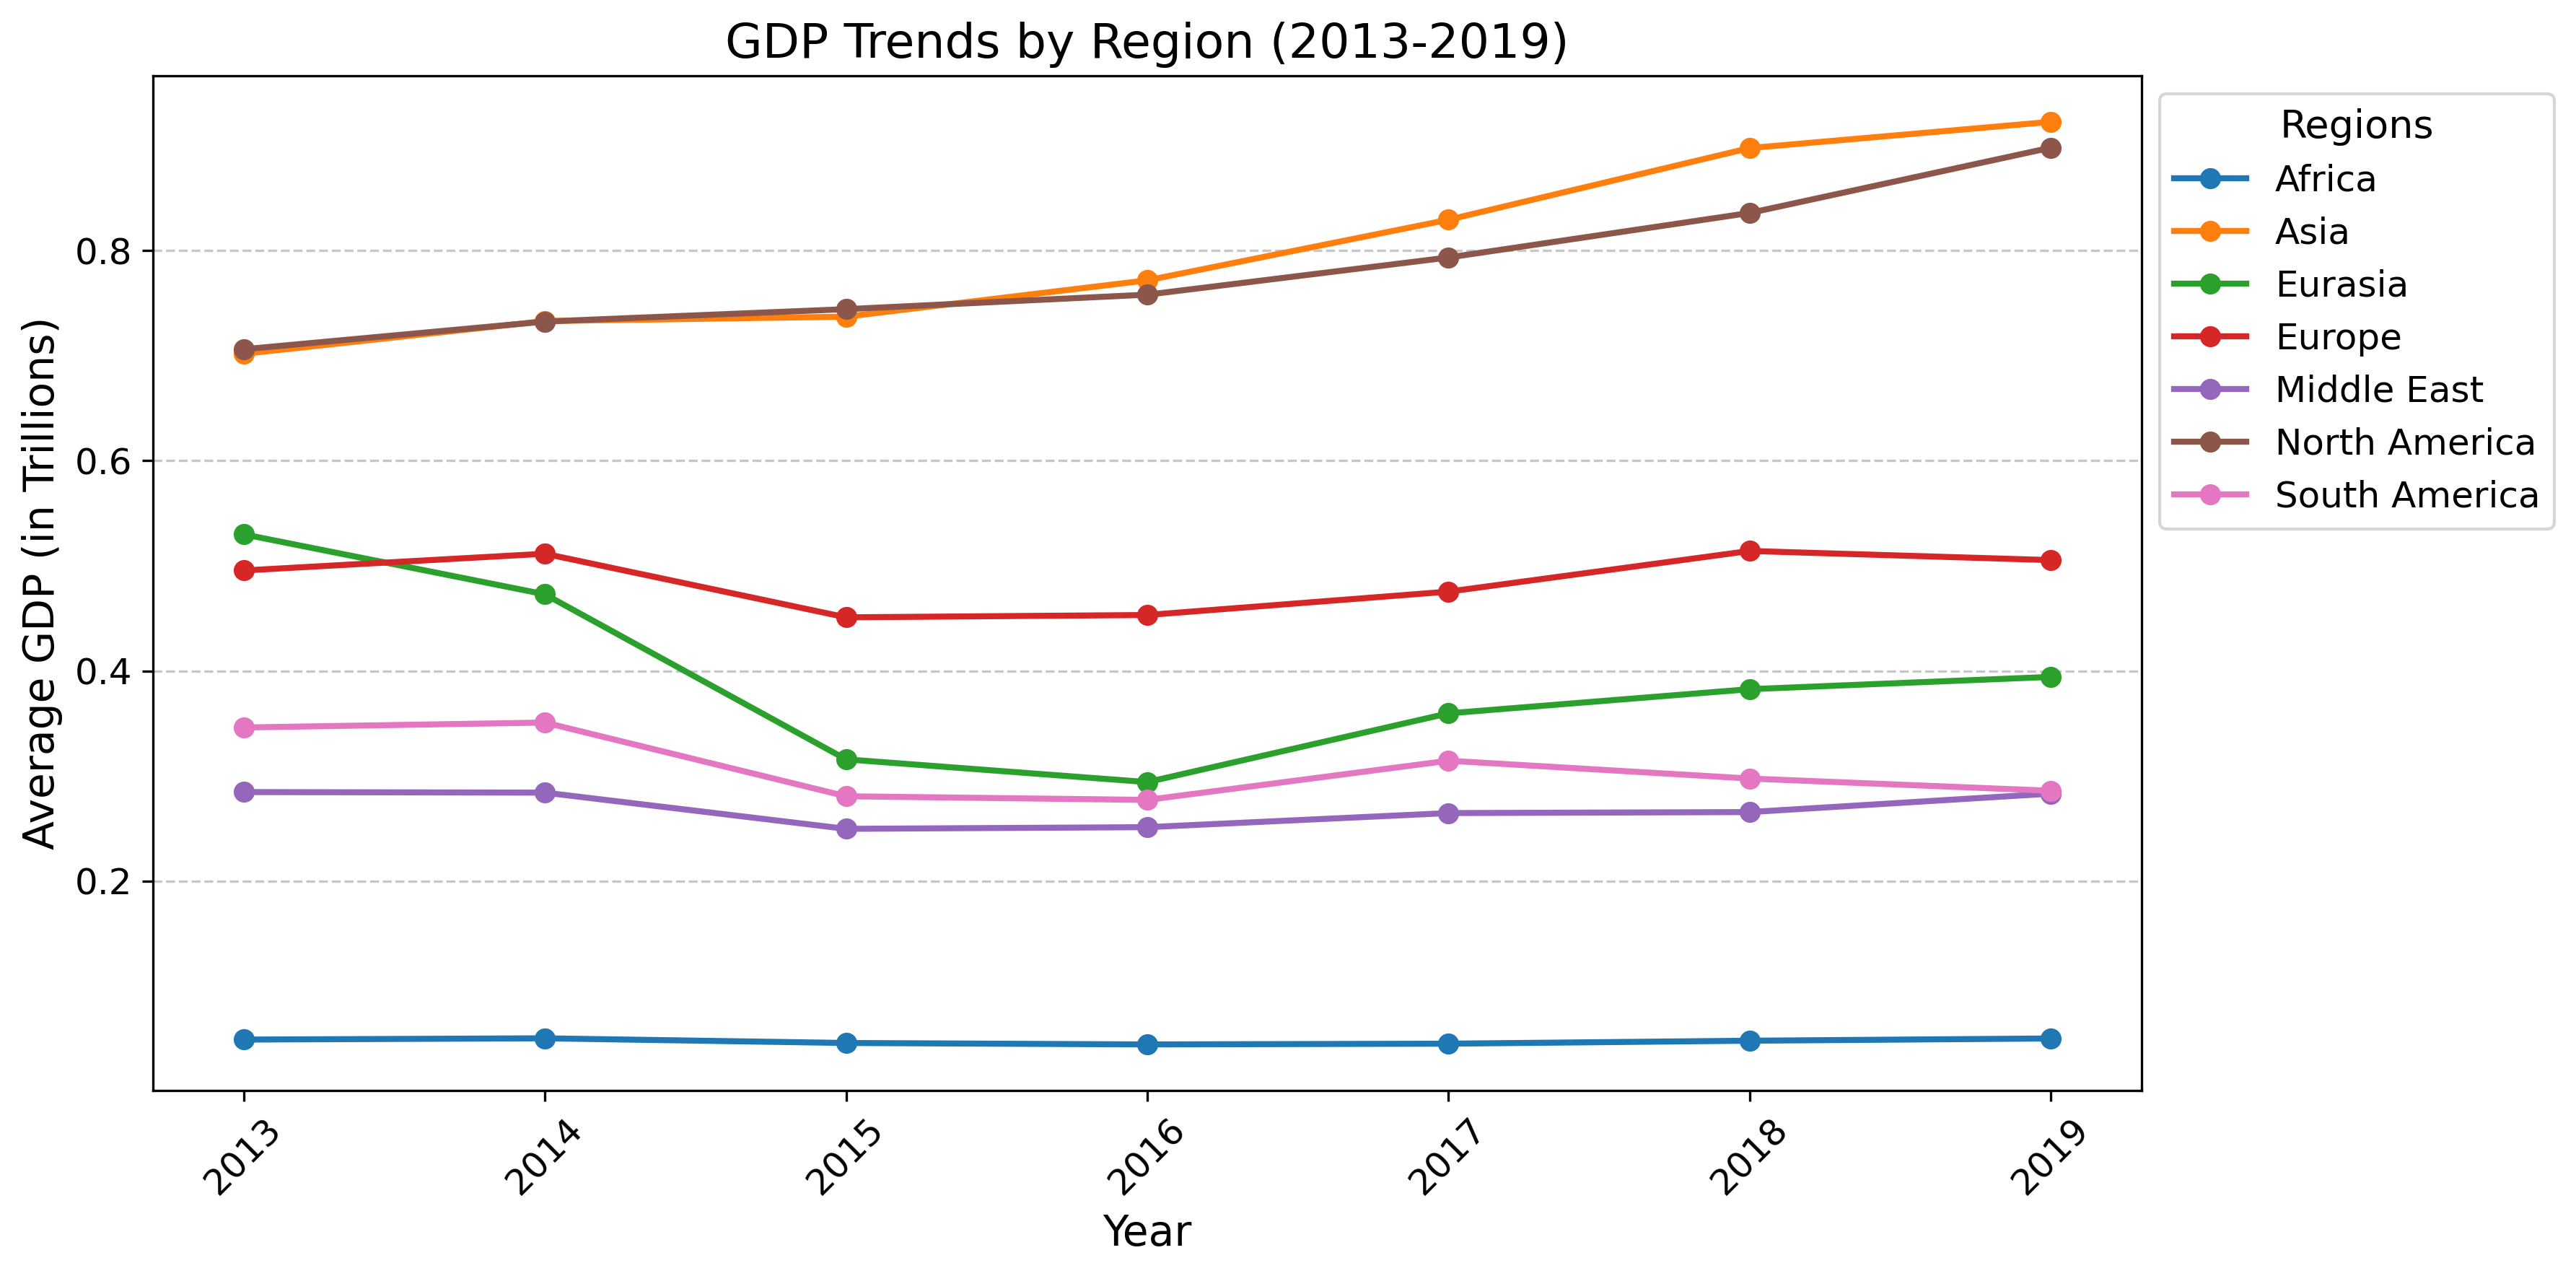 GDP Trends by Region (2013-2019)
Average GDP (in Trillions)
0.8
0.6
0.4
0.2
2013
2014
2015
2016
2017
2018
2019
Year
Regions
Africa
Asia
Eurasia
Europe
Middle East
North America
South America